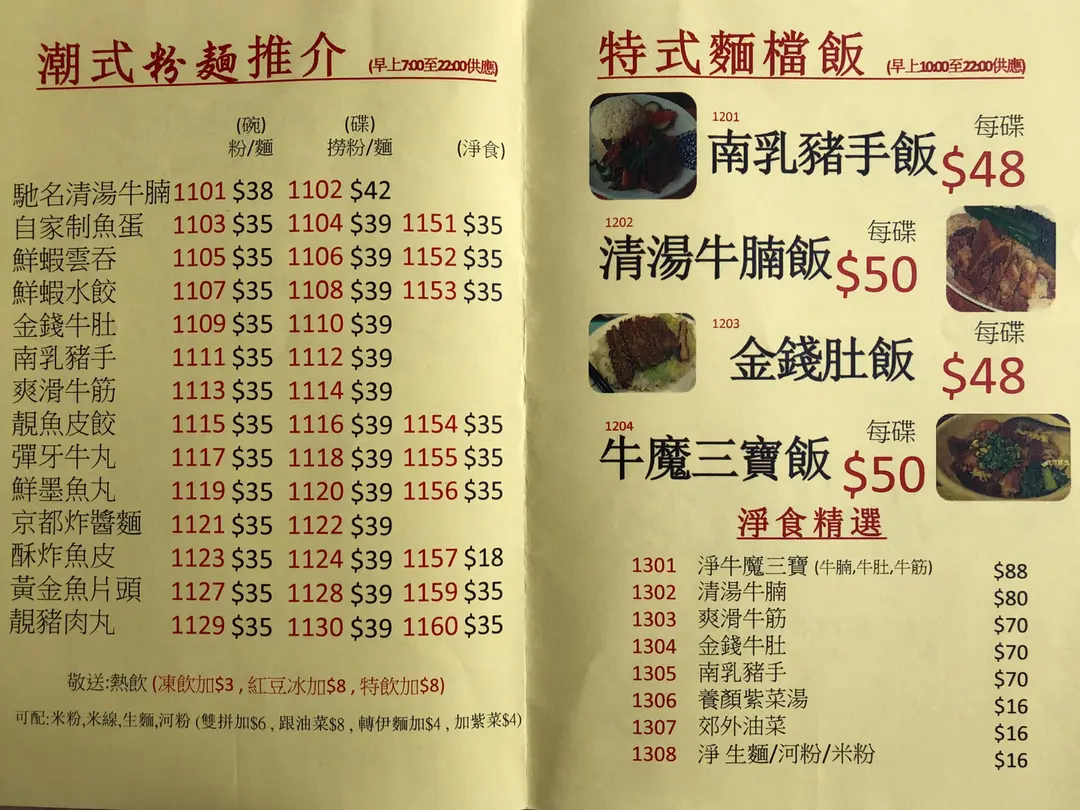 潮式粉麵推介 (早上7:00至22:00供應)
(碗) (碟)
粉/麵 撈粉/麵 (淨食)
馳名清湯牛腩 1101 $38 1102 $42
自家制魚蛋 1103 $35 1104 $39 1151 $35
鮮蝦雲吞 1105 $35 1106 $39 1152 $35
鮮蝦水餃 1107 $35 1108 $39 1153 $35
金錢牛肚 1109 $35 1110 $39
南乳豬手 1111 $35 1112 $39
爽滑牛筋 1113 $35 1114 $39
靚魚皮餃 1115 $35 1116 $39 1154 $35
彈牙牛丸 1117 $35 1118 $39 1155 $35
鮮墨魚丸 1119 $35 1120 $39 1156 $35
京都炸醬麵 1121 $35 1122 $39
酥炸魚皮 1123 $35 1124 $39 1157 $18
黃金魚片頭 1127 $35 1128 $39 1159 $35
靚豬肉丸 1129 $35 1130 $39 1160 $35
敬送:熱飲 (凍飲加$3 , 紅豆冰加$8 , 特飲加$8)
可配:米粉,米線,生麵,河粉 (雙拼加$6 , 跟油菜$8 , 轉伊麵加$4 , 加紫菜$4)
特式麵檔飯 (早上10:00至22:00供應)
1201 每碟
南乳豬手飯 $48
1202 每碟
清湯牛腩飯 $50
1203 每碟
金錢肚飯 $48
1204 每碟
牛魔三寶飯 $50
淨食精選
1301 淨牛魔三寶 (牛腩,牛肚,牛筋) $88
1302 清湯牛腩 $80
1303 爽滑牛筋 $70
1304 金錢牛肚 $70
1305 南乳豬手 $70
1306 養顏紫菜湯 $16
1307 郊外油菜 $16
1308 淨 生麵/河粉/米粉 $16